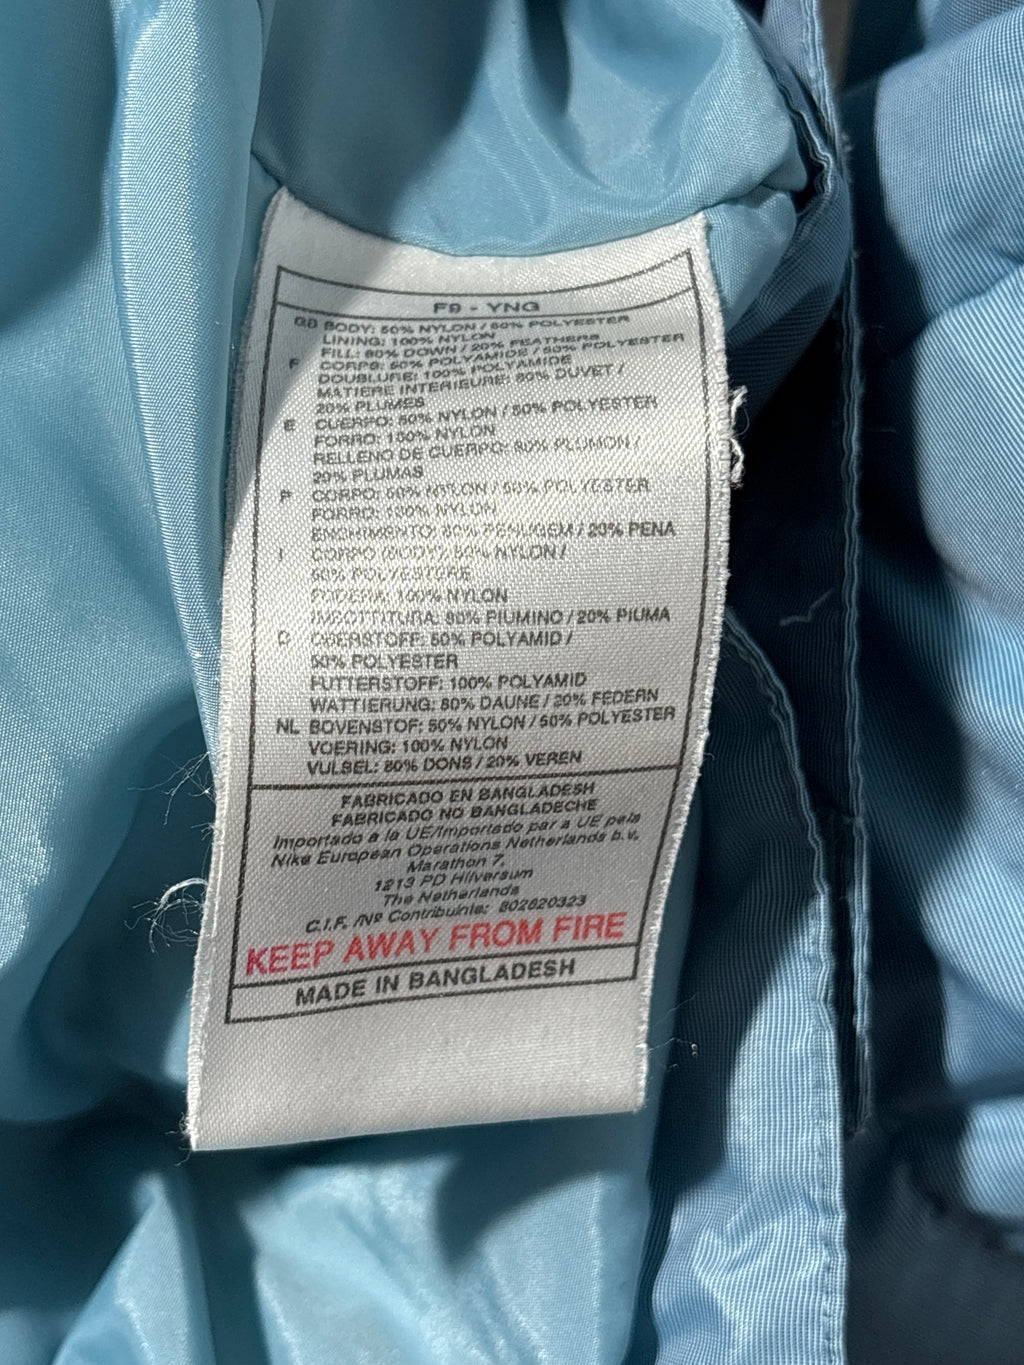 F9 - YNG
GB BODY: 50% NYLON / 50% POLYESTER
LINING: 100% NYLON
FILL: 80% DOWN / 20% FEATHERS
F CORPS: 50% POLYAMIDE / 50% POLYESTER
DOUBLURE: 100% POLYAMIDE
MATIERE INTERIEURE: 80% DUVET /
20% PLUMES
E CUERPO: 50% NYLON / 50% POLYESTER
FORRO: 100% NYLON
RELLENO DE CUERPO: 80% PLUMON /
20% PLUMAS
P CORPO: 50% NYLON / 50% POLYESTER
FORRO: 100% NYLON
ENCHIMENTO: 80% PENUGEM / 20% PENA
I CORPO (BODY): 50% NYLON /
50% POLYESTERE
FODERA: 100% NYLON
IMBOTTITURA: 80% PIUMINO / 20% PIUMA
D OBERSTOFF: 50% POLYAMID /
50% POLYESTER
FUTTERSTOFF: 100% POLYAMID
WATTIERUNG: 80% DAUNE / 20% FEDERN
NL BOVENSTOF: 50% NYLON / 50% POLYESTER
VOERING: 100% NYLON
VULSEL: 80% DONS / 20% VEREN
FABRICADO EN BANGLADESH
FABRICADO NO BANGLADECHE
Importado a la UE/Importado par a UE pela
Nike European Operations Netherlands b.v.
Marathon 7,
1213 PD Hilversum
The Netherlands
C.I.F. /Nº Contribuinte: 802820323
KEEP AWAY FROM FIRE
MADE IN BANGLADESH